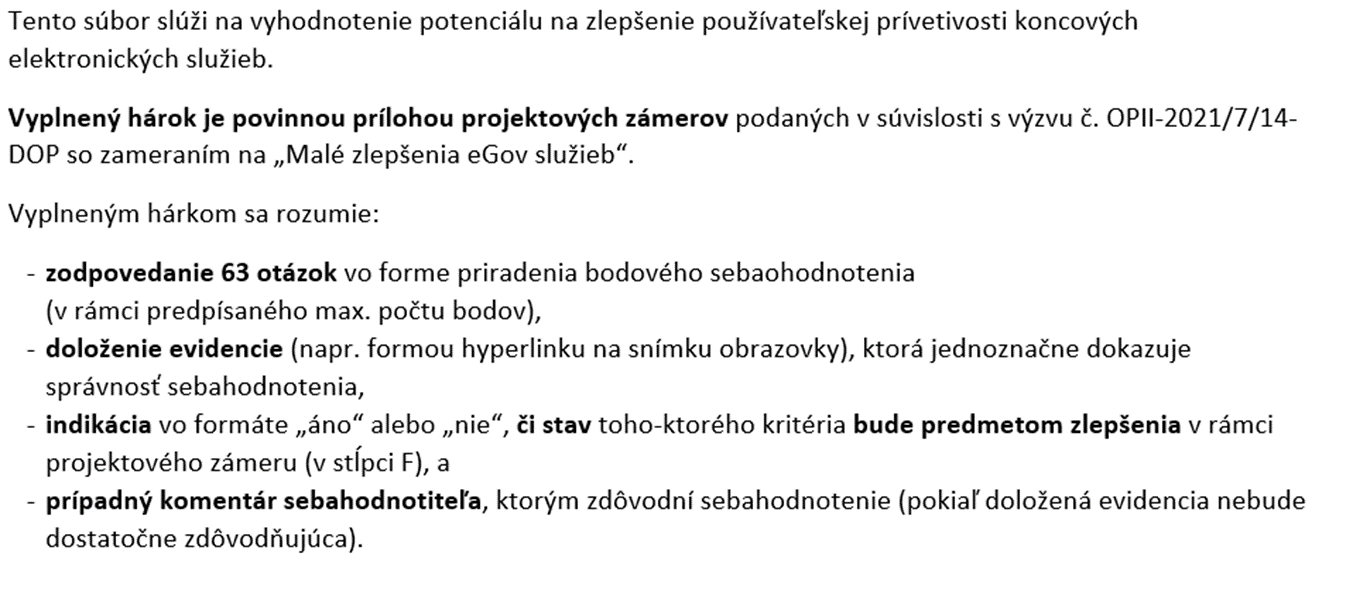 Tento súbor slúži na vyhodnotenie potenciálu na zlepšenie používateľskej prívetivosti koncových
elektronických služieb.
Vyplnený hárok je povinnou prílohou projektových zámerov podaných v súvislosti s výzvu č. OPII-2021/7/14-
DOP so zameraním na „Malé zlepšenia eGov služieb“.
Vyplneným hárkom sa rozumie:
- zodpovedanie 63 otázok vo forme priradenia bodového sebaohodnotenia
(v rámci predpísaného max. počtu bodov),
- doloženie evidencie (napr. formou hyperlinku na snímku obrazovky), ktorá jednoznačne dokazuje
správnosť sebahodnotenia,
- indikácia vo formáte „áno“ alebo „nie“, či stav toho-ktorého kritéria bude predmetom zlepšenia v rámci
projektového zámeru (v stĺpci F), a
- prípadný komentár sebahodnotiteľa, ktorým zdôvodní sebahodnotenie (pokiaľ doložená evidencia nebude
dostatočne zdôvodňujúca).